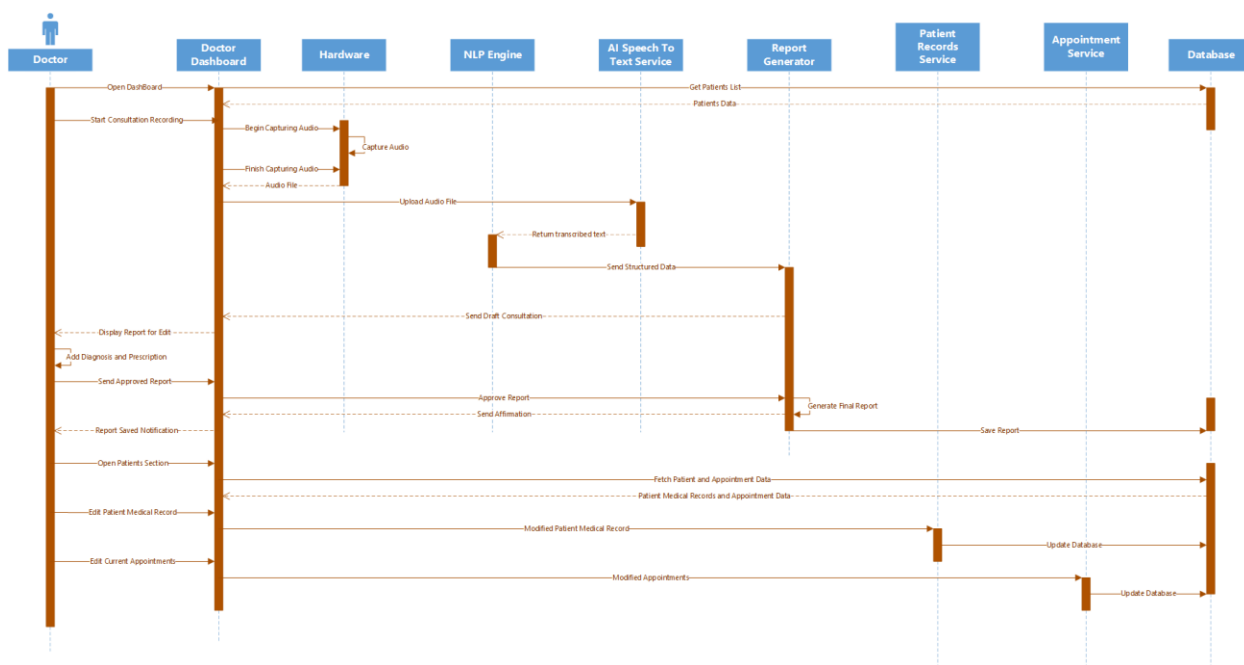 Doctor
Doctor
Dashboard
Hardware
NLP Engine
AI Speech To
Text Service
Report
Generator
Patient
Records
Service
Appointment
Service
Database
Open DashBoard
Get Patients List
Patients Data
Start Consultation Recording
Begin Capturing Audio
Capture Audio
Finish Capturing Audio
Audio File
Upload Audio File
Return transcribed text
Send Structured Data
Send Draft Consultation
Display Report for Edit
Add Diagnosis and Prescription
Send Approved Report
Approve Report
Generate Final Report
Send Affirmation
Report Saved Notification
Save Report
Open Patients Section
Fetch Patient and Appointment Data
Patient Medical Records and Appointment Data
Edit Patient Medical Record
Modified Patient Medical Record
Update Database
Edit Current Appointments
Modified Appointments
Update Database